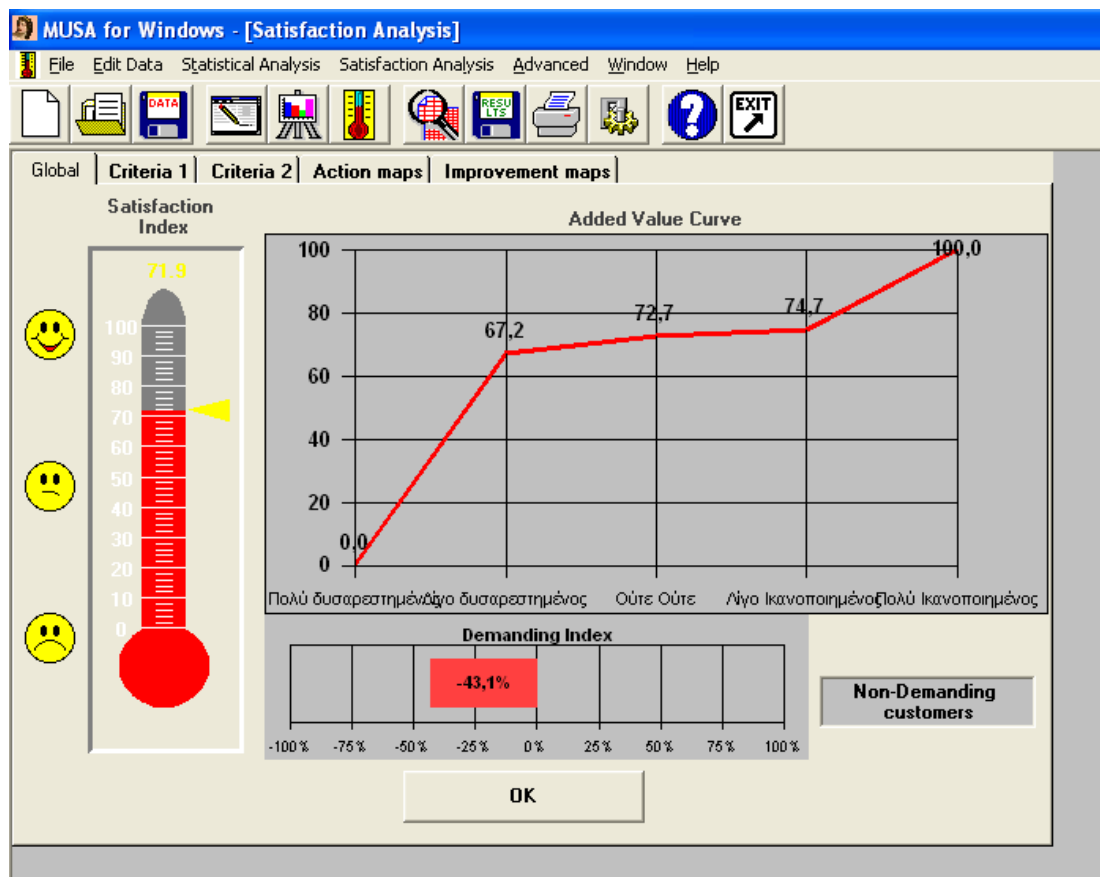 MUSA for Windows - [Satisfaction Analysis]
File Edit Data Statistical Analysis Satisfaction Analysis Advanced Window Help
DATA
RESU
LTS
EXIT
Global Criteria 1 Criteria 2 Action maps Improvement maps
Satisfaction
Index
71.9
100
90
80
70
60
50
40
30
20
10
0
Added Value Curve
100
80
60
40
20
0
0,0
67,2
72,7
74,7
100,0
Πολύ δυσαρεστημένος Λίγο δυσαρεστημένος Ούτε Ούτε Λίγο Ικανοποιημένος Πολύ Ικανοποιημένος
Demanding Index
-43,1%
-100% -75% -50% -25% 0% 25% 50% 75% 100%
Non-Demanding
customers
OK